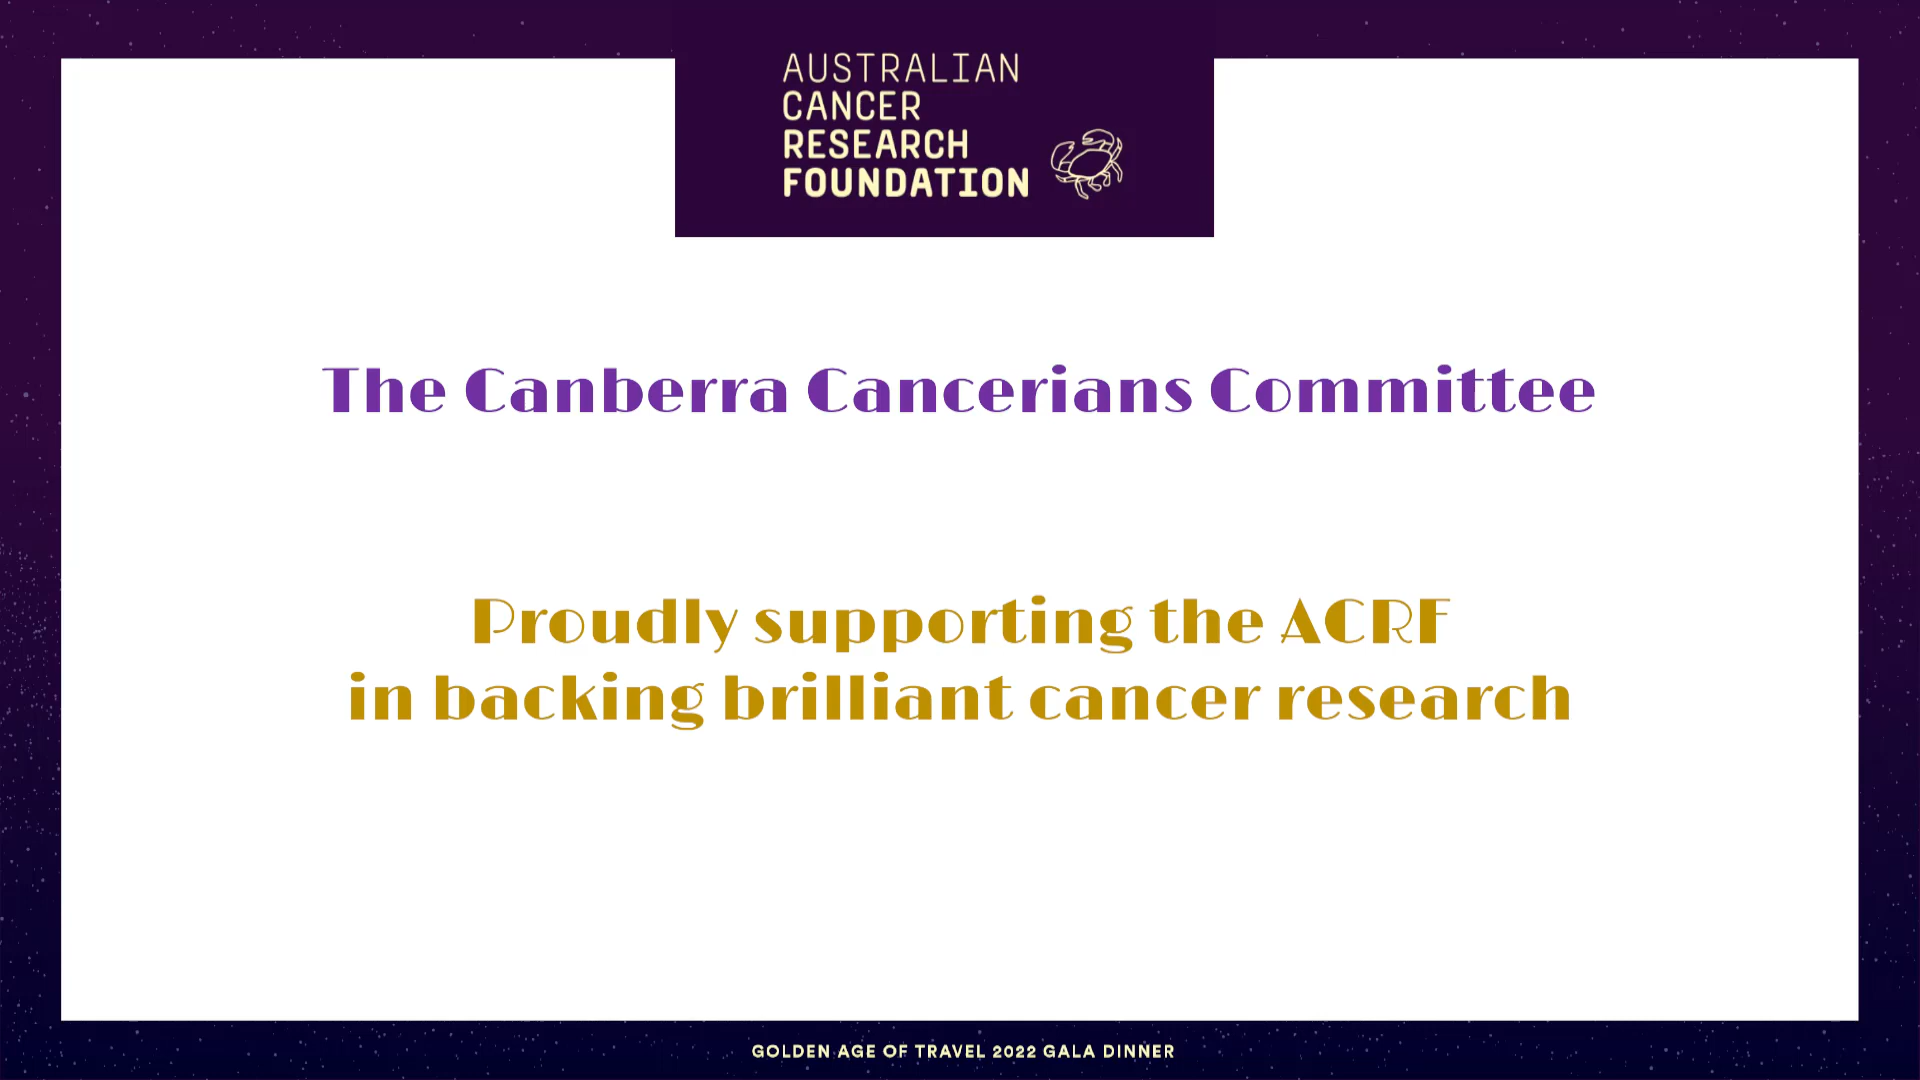 AUSTRALIAN
CANCER
RESEARCH
FOUNDATION
The Canberra Cancerians Committee
Proudly supporting the ACRF
in backing brilliant cancer research
GOLDEN AGE OF TRAVEL 2022 GALA DINNER